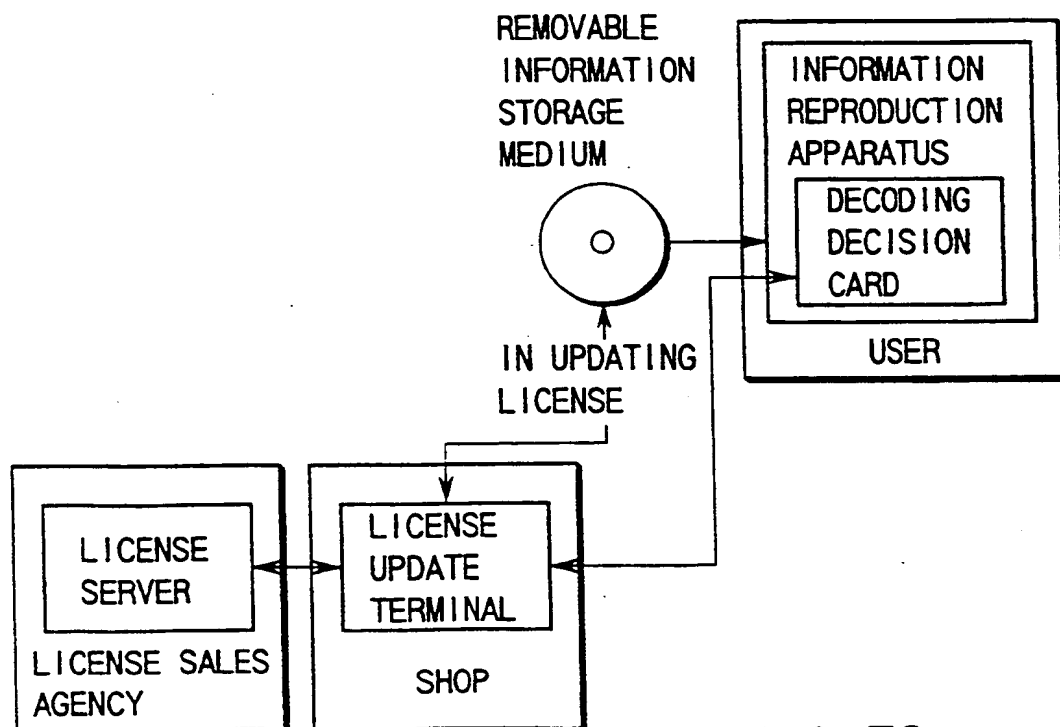 REMOVABLE
INFORMATION
STORAGE
MEDIUM
INFORMATION
REPRODUCTION
APPARATUS
DECODING
DECISION
CARD
USER
IN UPDATING
LICENSE
LICENSE
SERVER
LICENSE SALES
AGENCY
LICENSE
UPDATE
TERMINAL
SHOP